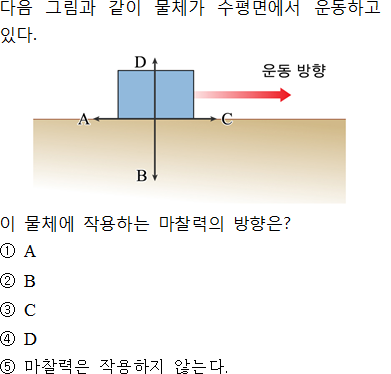 다음 그림과 같이 물체가 수평면에서 운동하고
있다.
D
운동 방향
A
C
B
이 물체에 작용하는 마찰력의 방향은?
① A
② B
③ C
④ D
⑤ 마찰력은 작용하지 않는다.